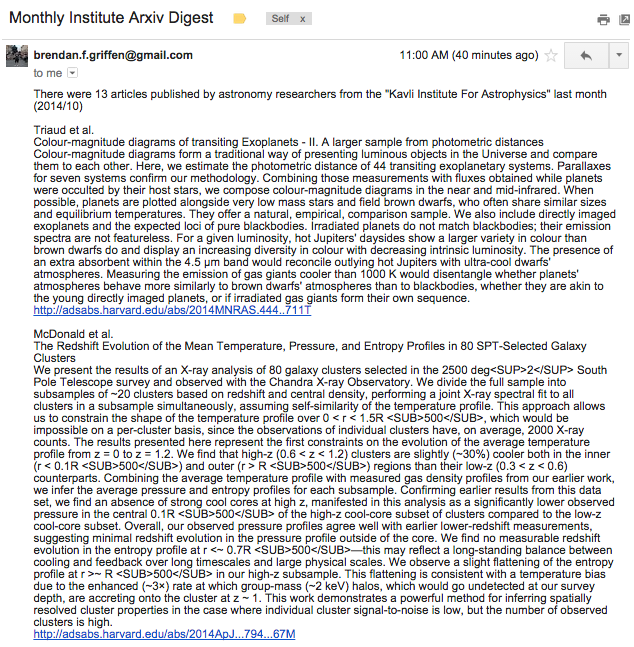 Monthly Institute Arxiv Digest Self x
brendan.f.griffen@gmail.com 11:00 AM (40 minutes ago)
to me
There were 13 articles published by astronomy researchers from the "Kavli Institute For Astrophysics" last month
(2014/10)
Triaud et al.
Colour-magnitude diagrams of transiting Exoplanets - II. A larger sample from photometric distances
Colour-magnitude diagrams form a traditional way of presenting luminous objects in the Universe and compare
them to each other. Here, we estimate the photometric distance of 44 transiting exoplanetary systems. Parallaxes
for seven systems confirm our methodology. Combining those measurements with fluxes obtained while planets
were occulted by their host stars, we compose colour-magnitude diagrams in the near and mid-infrared. When
possible, planets are plotted alongside very low mass stars and field brown dwarfs, who often share similar sizes
and equilibrium temperatures. They offer a natural, empirical, comparison sample. We also include directly imaged
exoplanets and the expected loci of pure blackbodies. Irradiated planets do not match blackbodies; their emission
spectra are not featureless. For a given luminosity, hot Jupiters' daysides show a larger variety in colour than
brown dwarfs do and display an increasing diversity in colour with decreasing intrinsic luminosity. The presence of
an extra absorbent within the 4.5 μm band would reconcile outlying hot Jupiters with ultra-cool dwarfs'
atmospheres. Measuring the emission of gas giants cooler than 1000 K would disentangle whether planets'
atmospheres behave more similarly to brown dwarfs' atmospheres than to blackbodies, whether they are akin to
the young directly imaged planets, or if irradiated gas giants form their own sequence.
http://adsabs.harvard.edu/abs/2014MNRAS.444..711T
McDonald et al.
The Redshift Evolution of the Mean Temperature, Pressure, and Entropy Profiles in 80 SPT-Selected Galaxy
Clusters
We present the results of an X-ray analysis of 80 galaxy clusters selected in the 2500 deg<SUP>2</SUP> South
Pole Telescope survey and observed with the Chandra X-ray Observatory. We divide the full sample into
subsamples of ~20 clusters based on redshift and central density, performing a joint X-ray spectral fit to all
clusters in a subsample simultaneously, assuming self-similarity of the temperature profile. This approach allows
us to constrain the shape of the temperature profile over 0 < r < 1.5R <SUB>500</SUB>, which would be
impossible on a per-cluster basis, since the observations of individual clusters have, on average, 2000 X-ray
counts. The results presented here represent the first constraints on the evolution of the average temperature
profile from z = 0 to z = 1.2. We find that high-z (0.6 < z < 1.2) clusters are slightly (~30%) cooler both in the inner
(r < 0.1R <SUB>500</SUB>) and outer (r > R <SUB>500</SUB>) regions than their low-z (0.3 < z < 0.6)
counterparts. Combining the average temperature profile with measured gas density profiles from our earlier work,
we infer the average pressure and entropy profiles for each subsample. Confirming earlier results from this data
set, we find an absence of strong cool cores at high z, manifested in this analysis as a significantly lower observed
pressure in the central 0.1R <SUB>500</SUB> of the high-z cool-core subset of clusters compared to the low-z
cool-core subset. Overall, our observed pressure profiles agree well with earlier lower-redshift measurements,
suggesting minimal redshift evolution in the pressure profile outside of the core. We find no measurable redshift
evolution in the entropy profile at r <~ 0.7R <SUB>500</SUB>—this may reflect a long-standing balance between
cooling and feedback over long timescales and large physical scales. We observe a slight flattening of the entropy
profile at r >~ R <SUB>500</SUB> in our high-z subsample. This flattening is consistent with a temperature bias
due to the enhanced (~3×) rate at which group-mass (~2 keV) halos, which would go undetected at our survey
depth, are accreting onto the cluster at z ~ 1. This work demonstrates a powerful method for inferring spatially
resolved cluster properties in the case where individual cluster signal-to-noise is low, but the number of observed
clusters is high.
http://adsabs.harvard.edu/abs/2014ApJ...794...67M